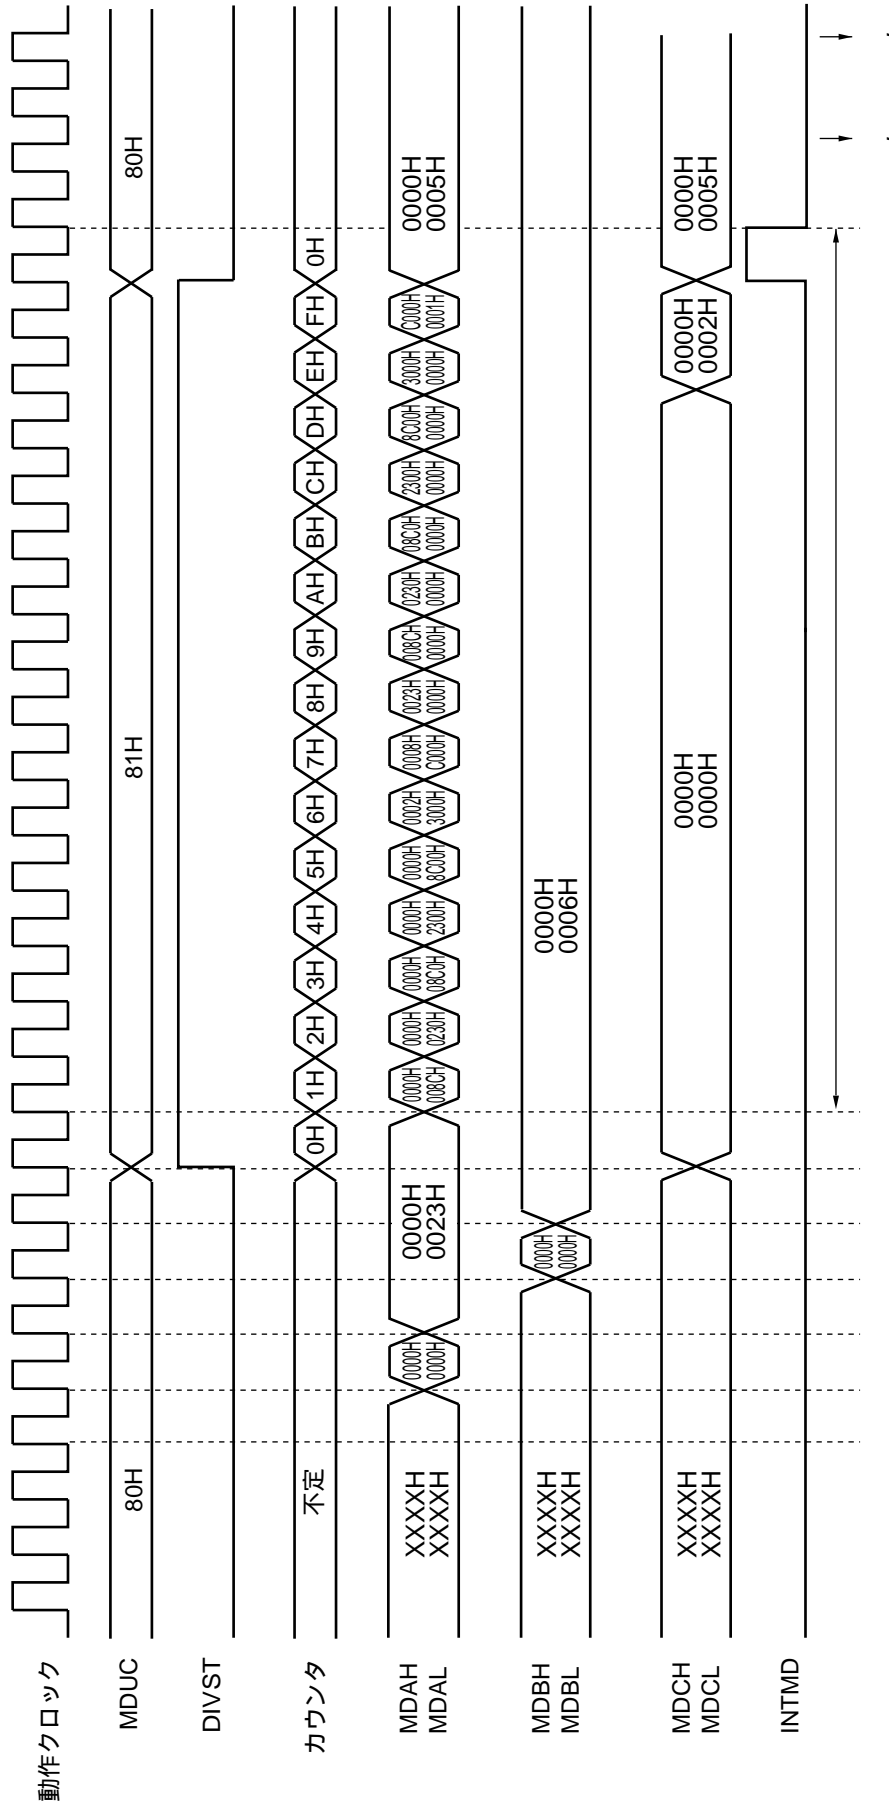 動作クロック
MDUC
80H
81H
80H
DIVST
カウンタ
不定
0H
1H
2H
3H
4H
5H
6H
7H
8H
9H
AH
BH
CH
DH
EH
FH
0H
MDAH
MDAL
XXXXH
XXXXH
0000H
0000H
0000H
0023H
0000H
008CH
0000H
0230H
0000H
08C0H
0000H
2300H
0000H
8C00H
0002H
3000H
0008H
C000H
0023H
0000H
008CH
0000H
0230H
0000H
08C0H
0000H
2300H
0000H
8C00H
0000H
3000H
0000H
C000H
0001H
0000H
0005H
MDBH
MDBL
XXXXH
XXXXH
0000H
0000H
0000H
0006H
MDCH
MDCL
XXXXH
XXXXH
0000H
0000H
0000H
0002H
0000H
0005H
INTMD